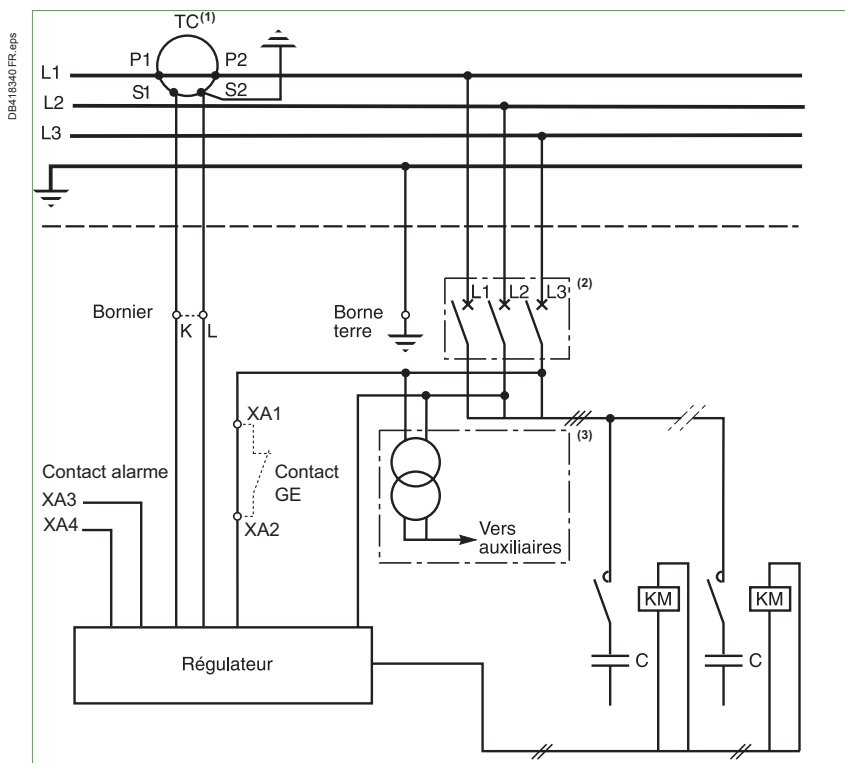 DB418340 FR.eps
TC(1)
P1 P2
L1
S1 S2
L2
L3
L1 L2 L3 (2)
Bornier
K L
Borne
terre
XA1
(3)
Contact alarme
Contact
GE
XA3
XA4
XA2
Vers
auxiliaires
KM KM
C C
Régulateur